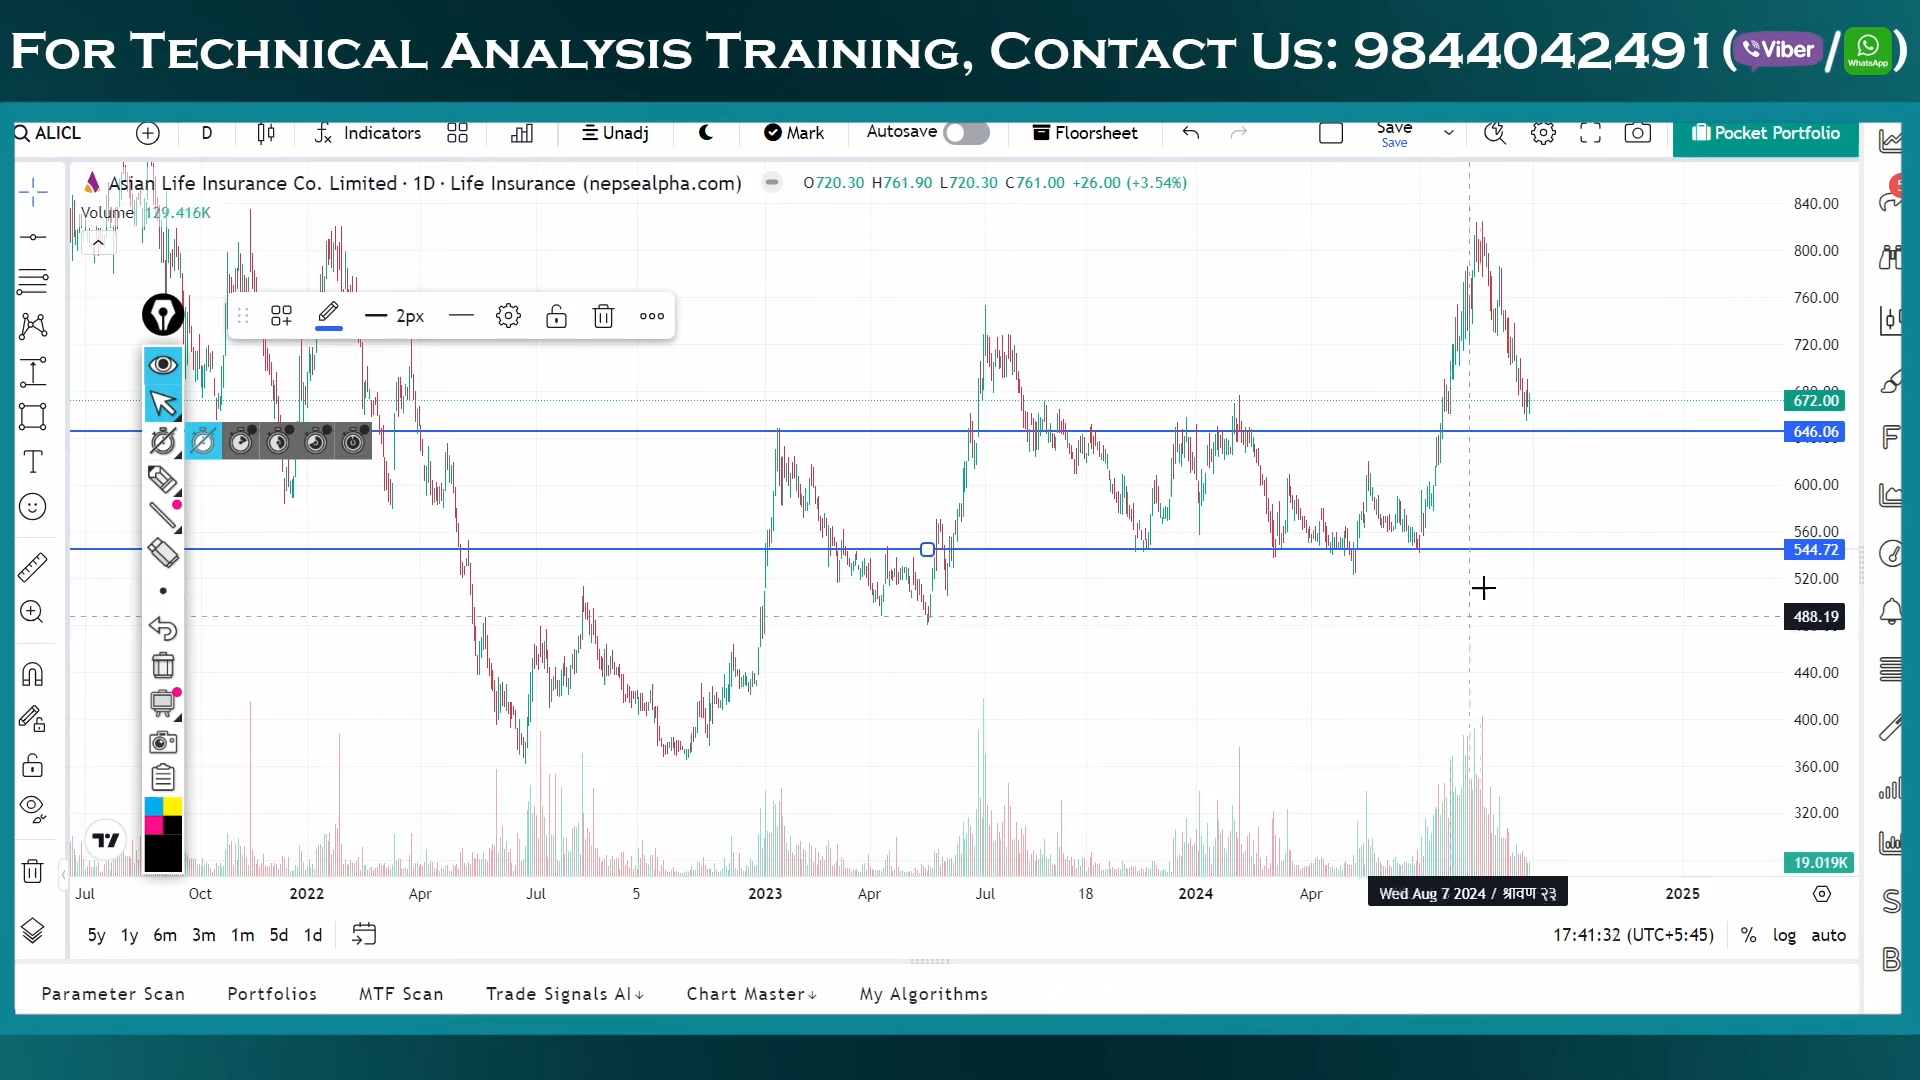 For Technical Analysis Training, Contact Us: 9844042491 (Viber / WhatsApp)
ALICL D Indicators Unadj Mark Autosave Floorsheet Save Save Pocket Portfolio
Asian Life Insurance Co. Limited · 1D · Life Insurance (nepsealpha.com) O720.30 H761.90 L720.30 C761.00 +26.00 (+3.54%)
Volume 129.416K
2px
840.00
800.00
760.00
720.00
680.00
672.00
646.06
600.00
560.00
544.72
520.00
488.19
440.00
400.00
360.00
320.00
19.019K
Jul Oct 2022 Apr Jul 5 2023 Apr Jul 18 2024 Apr Wed Aug 7 2024 / श्रावण २३ 2025
5y 1y 6m 3m 1m 5d 1d 17:41:32 (UTC+5:45) % log auto
Parameter Scan Portfolios MTF Scan Trade Signals AI↓ Chart Master↓ My Algorithms
T
F
S
B